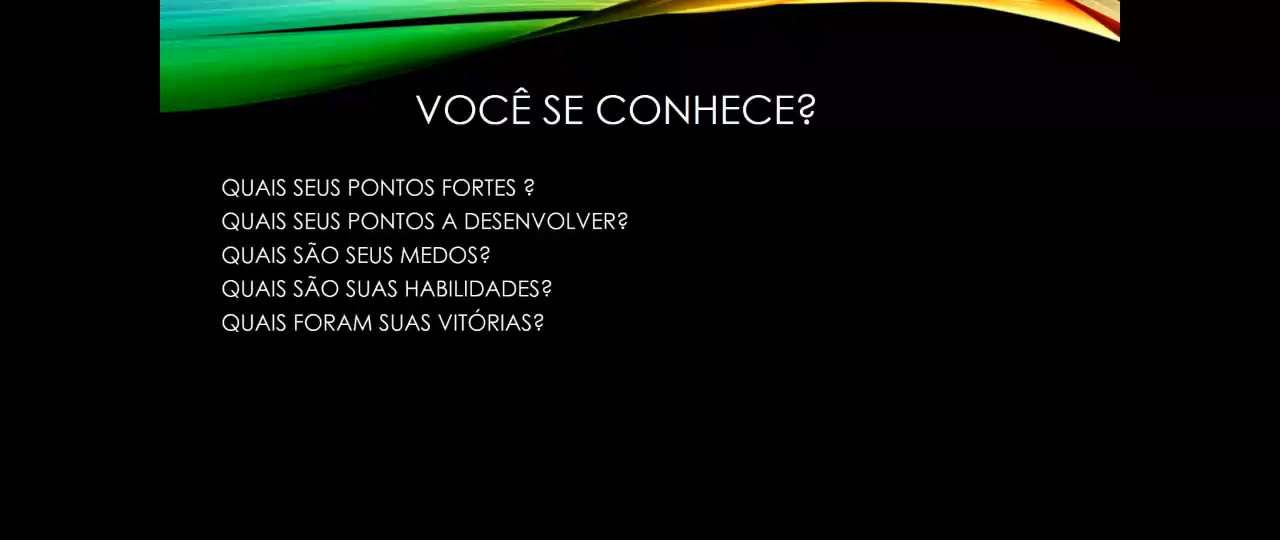 VOCÊ SE CONHECE?
QUAIS SEUS PONTOS FORTES ?
QUAIS SEUS PONTOS A DESENVOLVER?
QUAIS SÃO SEUS MEDOS?
QUAIS SÃO SUAS HABILIDADES?
QUAIS FORAM SUAS VITÓRIAS?